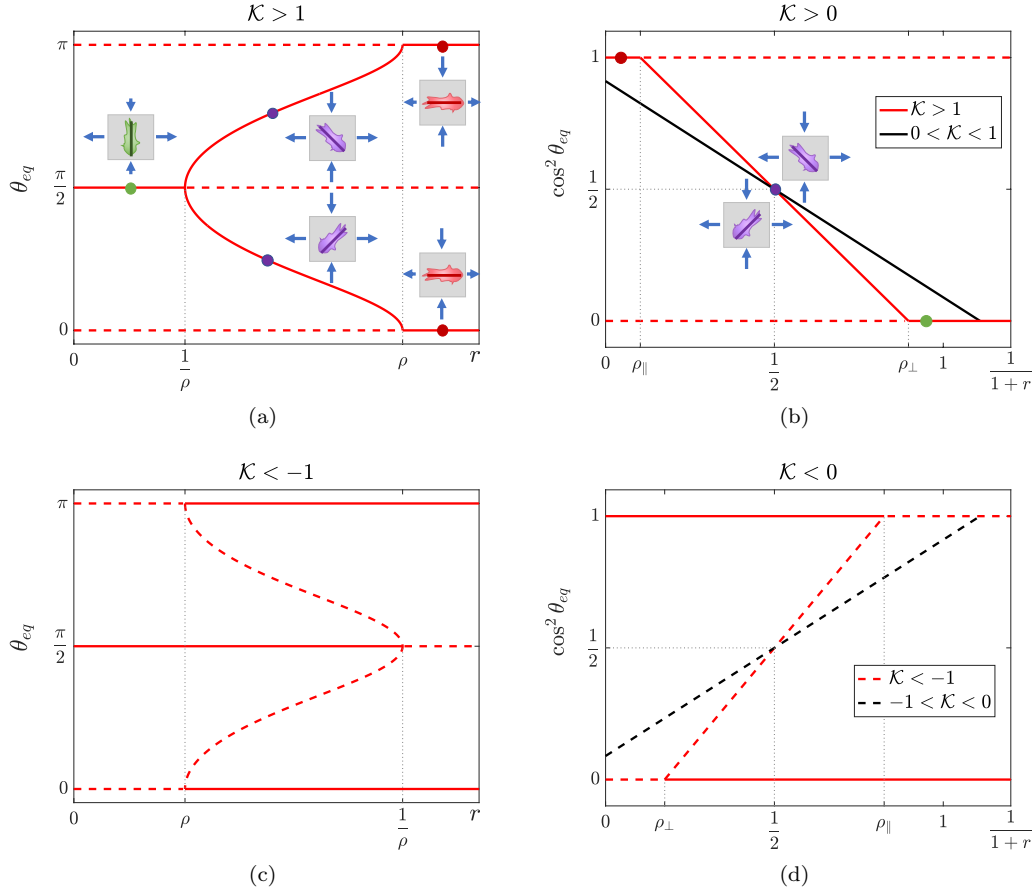 𝒦 > 1
π
π/2
0
θ_eq
0
1/ρ
ρ
r
(a)
𝒦 > 0
1
1/2
0
cos² θ_eq
𝒦 > 1
0 < 𝒦 < 1
0
ρ_∥
1/2
ρ_⊥
1
1/(1 + r)
(b)
𝒦 < −1
π
π/2
0
θ_eq
0
ρ
1/ρ
r
(c)
𝒦 < 0
1
1/2
0
cos² θ_eq
𝒦 < −1
−1 < 𝒦 < 0
0
ρ_⊥
1/2
ρ_∥
1
1/(1 + r)
(d)